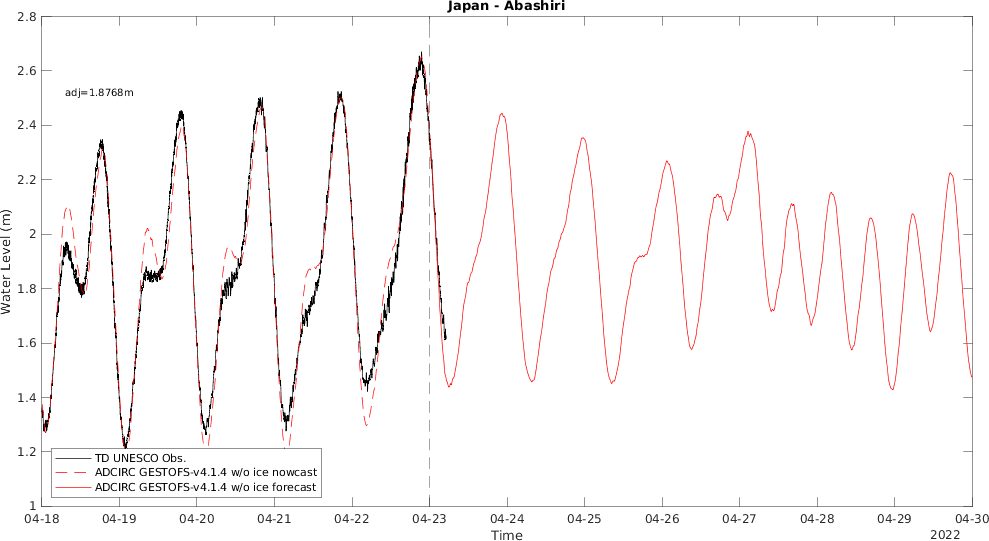 Japan - Abashiri
2.8
2.6
adj=1.8768m
2.4
2.2
2
Water Level (m)
1.8
1.6
1.4
1.2
1
TD UNESCO Obs.
ADCIRC GESTOFS-v4.1.4 w/o ice nowcast
ADCIRC GESTOFS-v4.1.4 w/o ice forecast
04-18 04-19 04-20 04-21 04-22 04-23 04-24 04-25 04-26 04-27 04-28 04-29 04-30
Time
2022